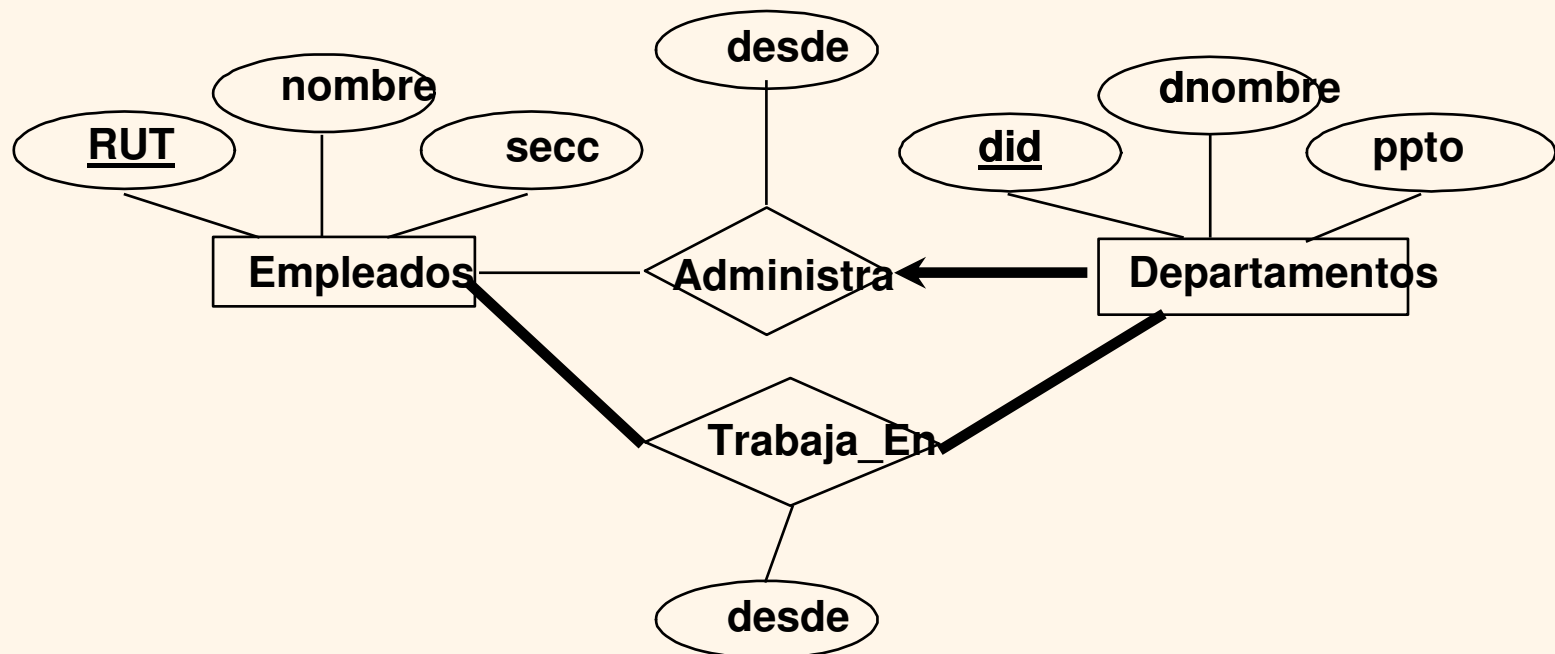 desde
nombre
dnombre
RUT
secc
did
ppto
Empleados
Administra
Departamentos
Trabaja_En
desde